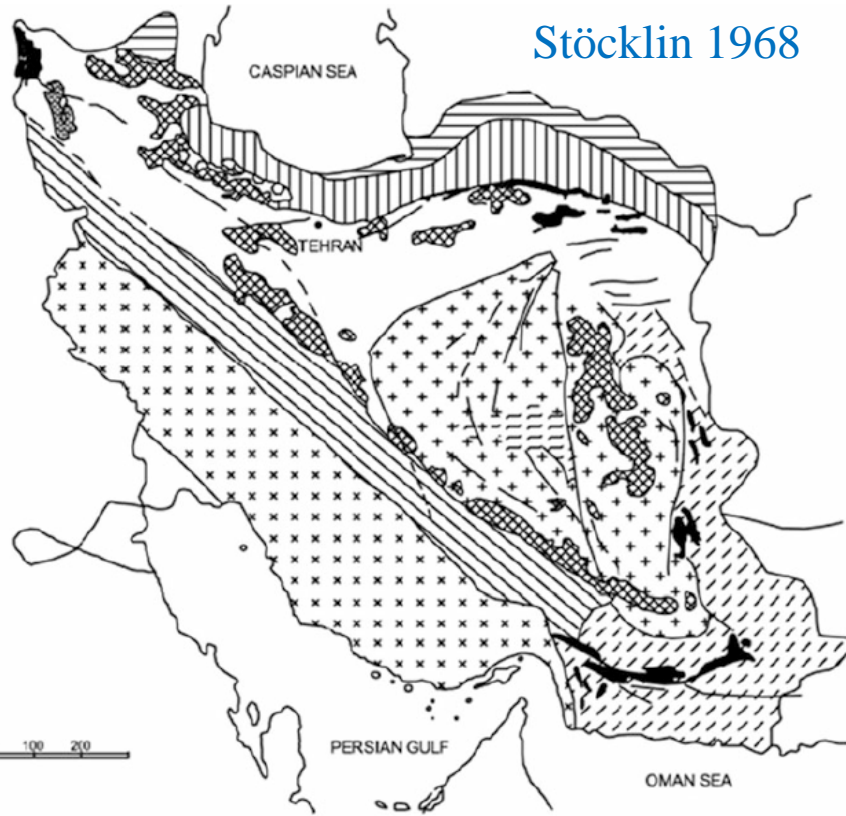 Stöcklin 1968
CASPIAN SEA
TEHRAN
100 200
PERSIAN GULF
OMAN SEA